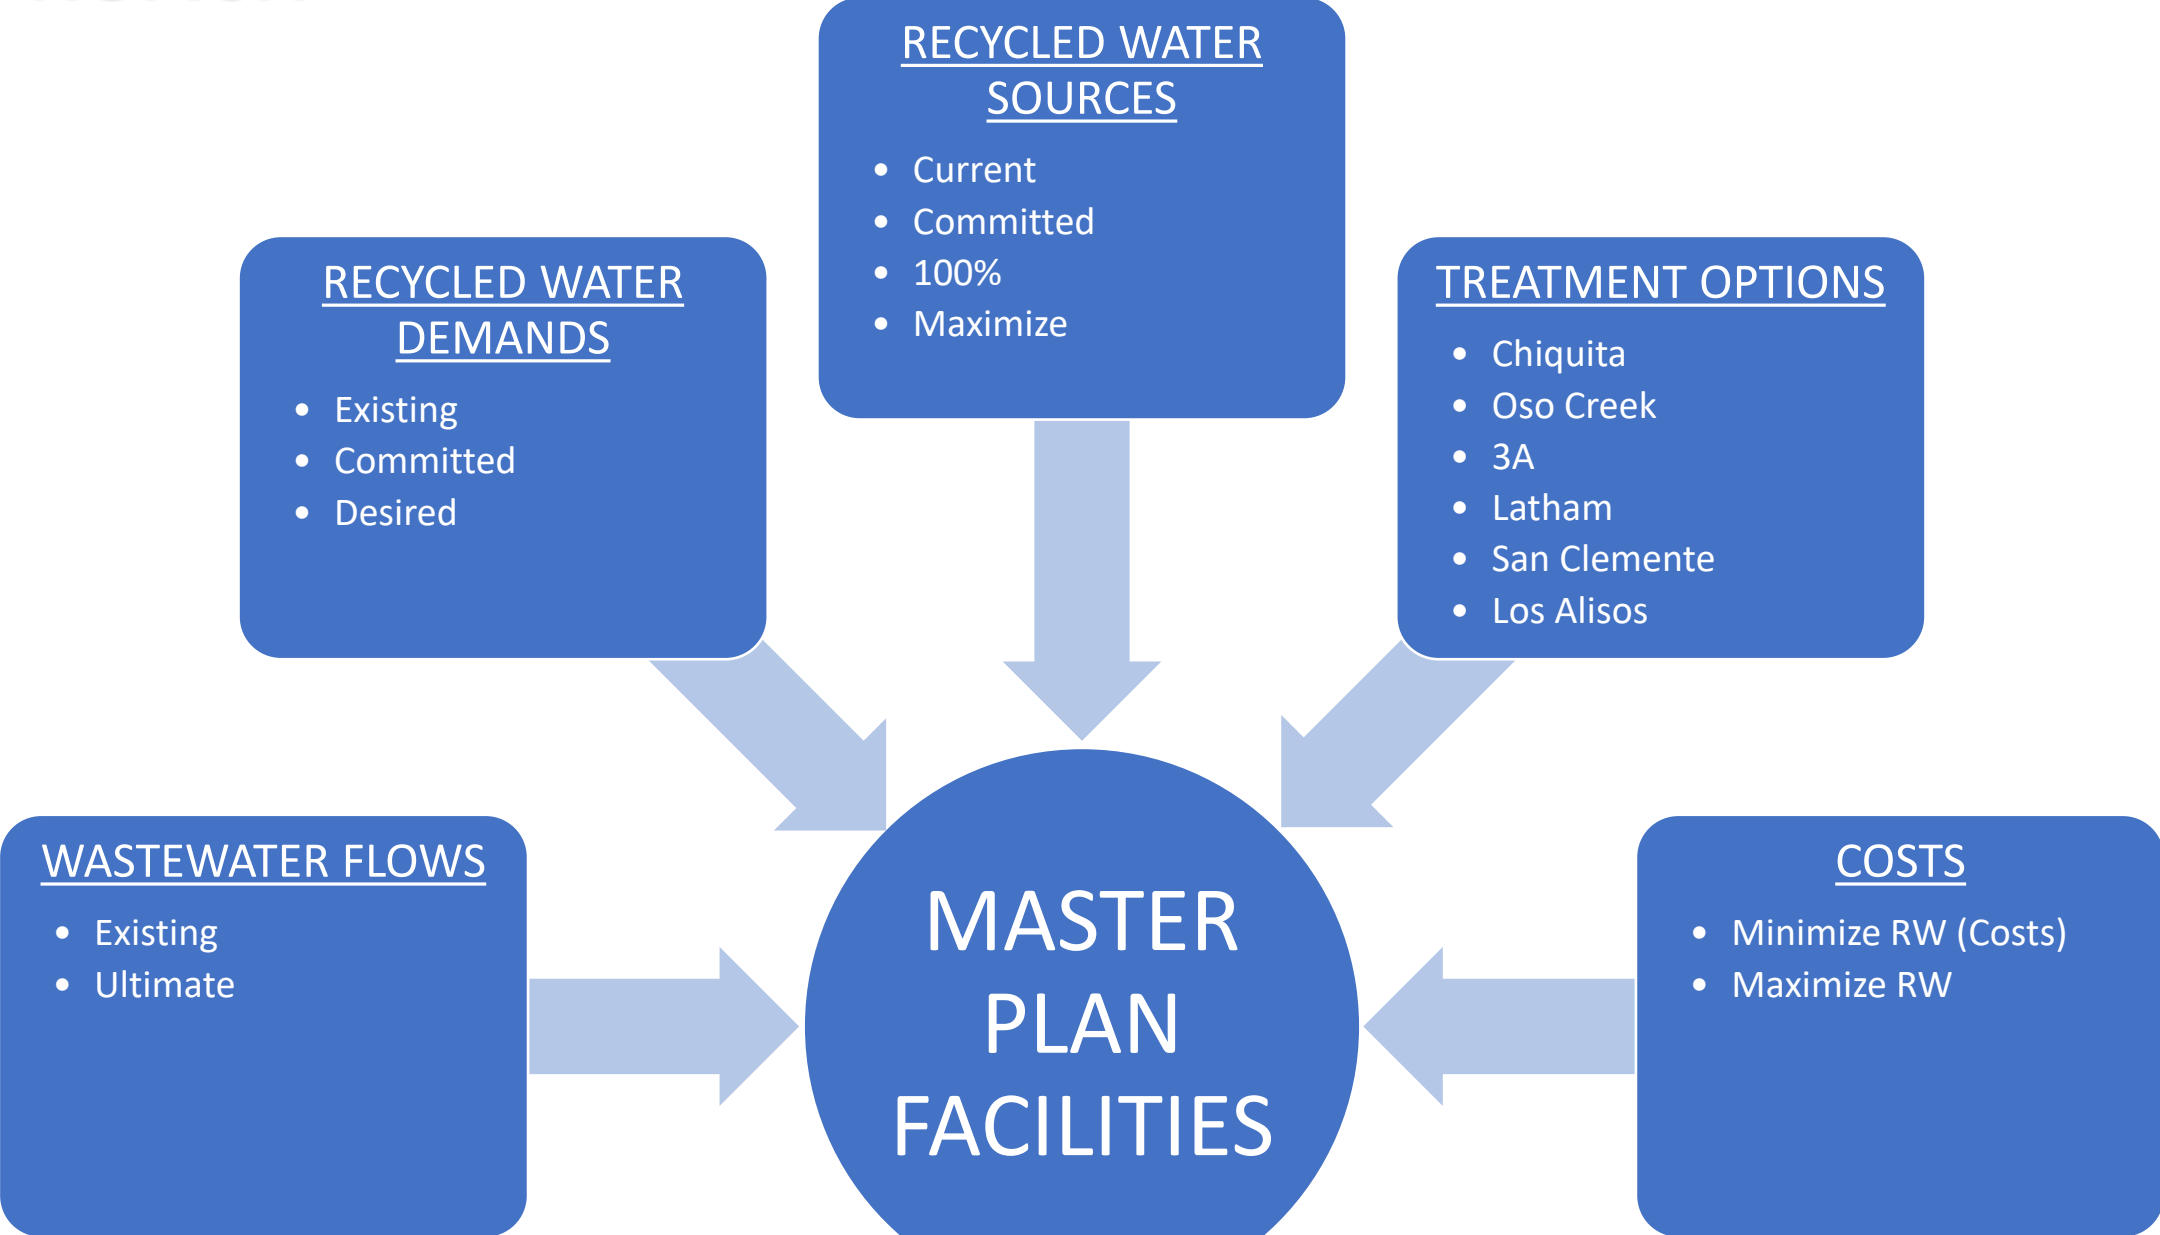 RECYCLED WATER
SOURCES
• Current
• Committed
• 100%
• Maximize
RECYCLED WATER
DEMANDS
• Existing
• Committed
• Desired
TREATMENT OPTIONS
• Chiquita
• Oso Creek
• 3A
• Latham
• San Clemente
• Los Alisos
WASTEWATER FLOWS
• Existing
• Ultimate
COSTS
• Minimize RW (Costs)
• Maximize RW
MASTER
PLAN
FACILITIES